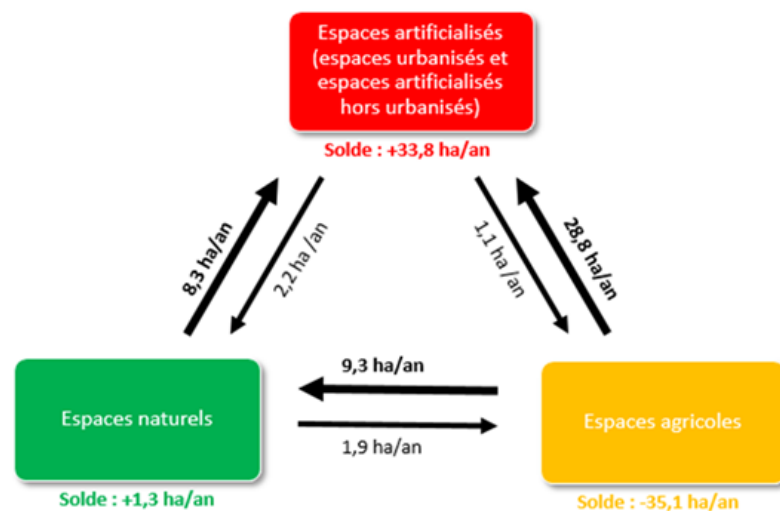 Espaces artificialisés
(espaces urbanisés et
espaces artificialisés
hors urbanisés)
Solde : +33,8 ha/an
8,3 ha/an
2,2 ha /an
1,1 ha /an
28,8 ha/an
9,3 ha/an
Espaces naturels
Espaces agricoles
1,9 ha/an
Solde : +1,3 ha/an
Solde : -35,1 ha/an